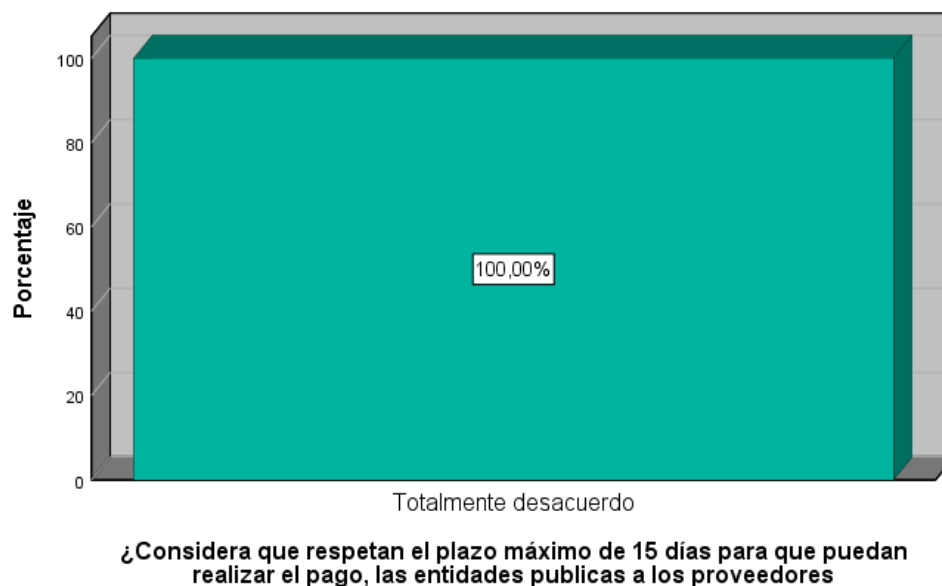 100
80
60
40
20
0
Porcentaje
100,00%
Totalmente desacuerdo
¿Considera que respetan el plazo máximo de 15 días para que puedan
realizar el pago, las entidades publicas a los proveedores